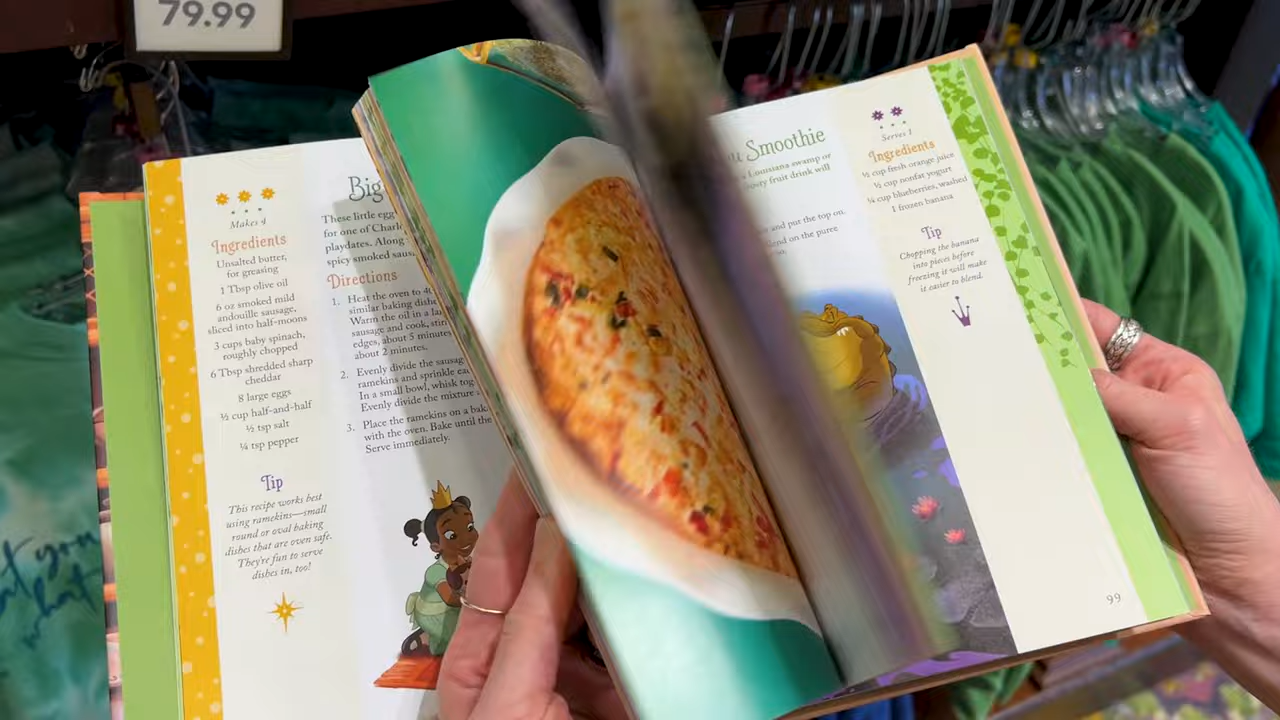 79.99
Makes 4
Ingredients
Unsalted butter,
for greasing
1 Tbsp olive oil
6 oz smoked mild
andouille sausage,
sliced into half-moons
3 cups baby spinach,
roughly chopped
6 Tbsp shredded sharp
cheddar
8 large eggs
½ cup half-and-half
½ tsp salt
¼ tsp pepper
Tip
This recipe works best
using ramekins—small
round or oval baking
dishes that are oven safe.
They're fun to serve
dishes in, too!
Big
These little egg
for one of Charl
playdates. Along
spicy smoked saus
Directions
1. Heat the oven to 40
similar baking dishe
Warm the oil in a la
sausage and cook, stir
edges, about 5 minute
about 2 minutes.
2. Evenly divide the sausag
ramekins and sprinkle ea
In a small bowl, whisk tog
Evenly divide the mixture
3. Place the ramekins on a bak
with the oven. Bake until the
Serve immediately.
u Smoothie
a Louisiana swamp or
osty fruit drink will
and put the top on.
lend on the puree
Serves 1
Ingredients
½ cup fresh orange juice
½ cup nonfat yogurt
¼ cup blueberries, washed
1 frozen banana
Tip
Chopping the banana
into pieces before
freezing it will make
it easier to blend.
99